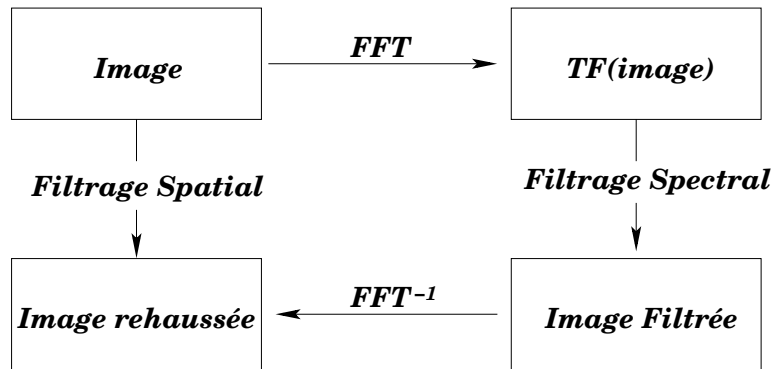 Image
FFT
TF(image)
Filtrage Spatial
Filtrage Spectral
Image rehaussée
FFT⁻¹
Image Filtrée